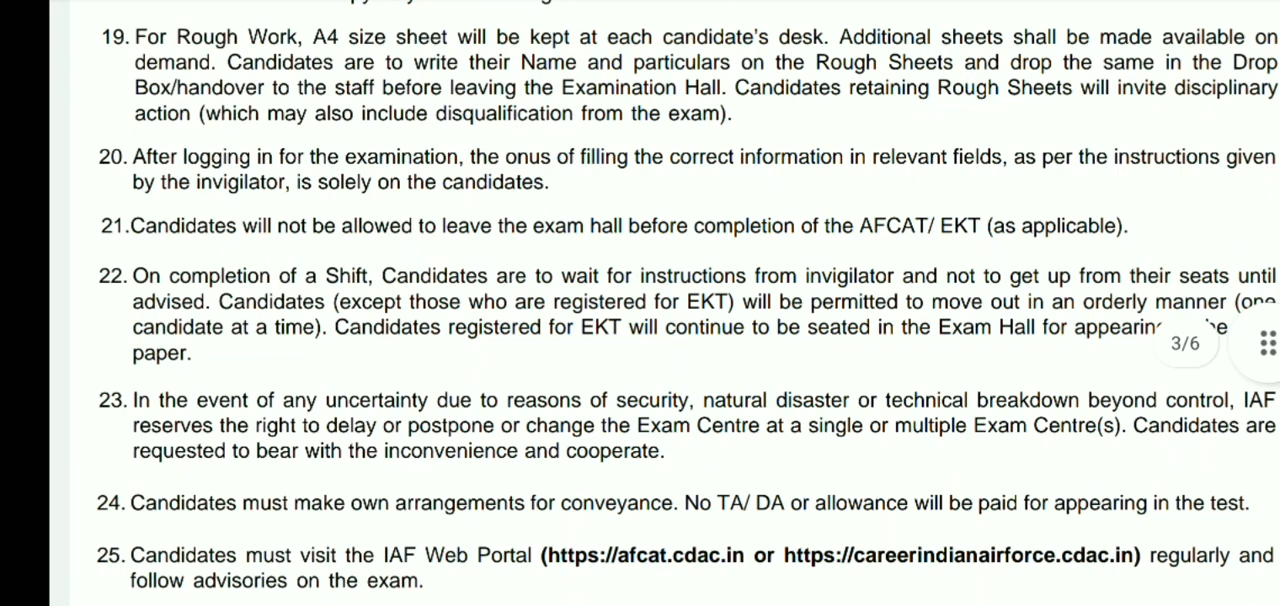 19. For Rough Work, A4 size sheet will be kept at each candidate's desk. Additional sheets shall be made available on
demand. Candidates are to write their Name and particulars on the Rough Sheets and drop the same in the Drop
Box/handover to the staff before leaving the Examination Hall. Candidates retaining Rough Sheets will invite disciplinary
action (which may also include disqualification from the exam).
20. After logging in for the examination, the onus of filling the correct information in relevant fields, as per the instructions given
by the invigilator, is solely on the candidates.
21.Candidates will not be allowed to leave the exam hall before completion of the AFCAT/ EKT (as applicable).
22. On completion of a Shift, Candidates are to wait for instructions from invigilator and not to get up from their seats until
advised. Candidates (except those who are registered for EKT) will be permitted to move out in an orderly manner (one
candidate at a time). Candidates registered for EKT will continue to be seated in the Exam Hall for
3/6
paper.
23. In the event of any uncertainty due to reasons of security, natural disaster or technical breakdown beyond control, IAF
reserves the right to delay or postpone or change the Exam Centre at a single or multiple Exam Centre(s). Candidates are
requested to bear with the inconvenience and cooperate.
24. Candidates must make own arrangements for conveyance. No TA/ DA or allowance will be paid for appearing in the test.
25. Candidates must visit the IAF Web Portal (https://afcat.cdac.in or https://careerindianairforce.cdac.in) regularly and
follow advisories on the exam.